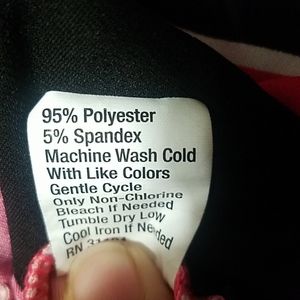 95% Polyester
5% Spandex
Machine Wash Cold
With Like Colors
Gentle Cycle
Only Non-Chlorine
Bleach If Needed
Tumble Dry Low
Cool Iron If Needed
RN